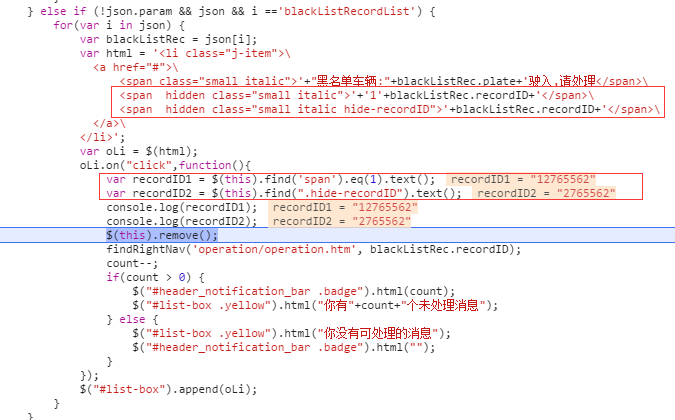 } else if (!json.param && json && i =='blackListRecordList') {
for(var i in json) {
var blackListRec = json[i];
var html = '<li class="j-item">\
<a href="#">\
<span class="small italic">'+"黑名单车辆:"+blackListRec.plate+'驶入,请处理</span>\
<span  hidden class="small italic">'+'1'+blackListRec.recordID+'</span>\
<span  hidden class="small italic hide-recordID">'+blackListRec.recordID+'</span>\
</a>\
</li>';
var oLi = $(html);
oLi.on("click",function(){
var recordID1 = $(this).find('span').eq(1).text();  recordID1 = "12765562"
var recordID2 = $(this).find(".hide-recordID").text();  recordID2 = "2765562"
console.log(recordID1);  recordID1 = "12765562"
console.log(recordID2);  recordID2 = "2765562"
$(this).remove();
findRightNav('operation/operation.htm', blackListRec.recordID);
count--;
if(count > 0) {
$("#header_notification_bar .badge").html(count);
$("#list-box .yellow").html("你有"+count+"个未处理消息");
} else {
$("#list-box .yellow").html("你没有可处理的消息");
$("#header_notification_bar .badge").html("");
}
});
$("#list-box").append(oLi);
}
}